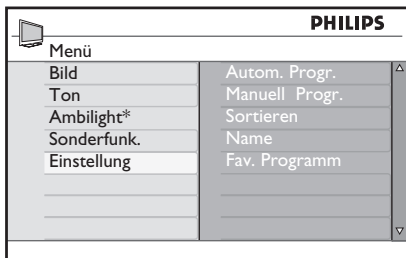 PHILIPS
Menü
Bild
Ton
Ambilight*
Sonderfunk.
Einstellung
Autom. Progr.
Manuell Progr.
Sortieren
Name
Fav. Programm